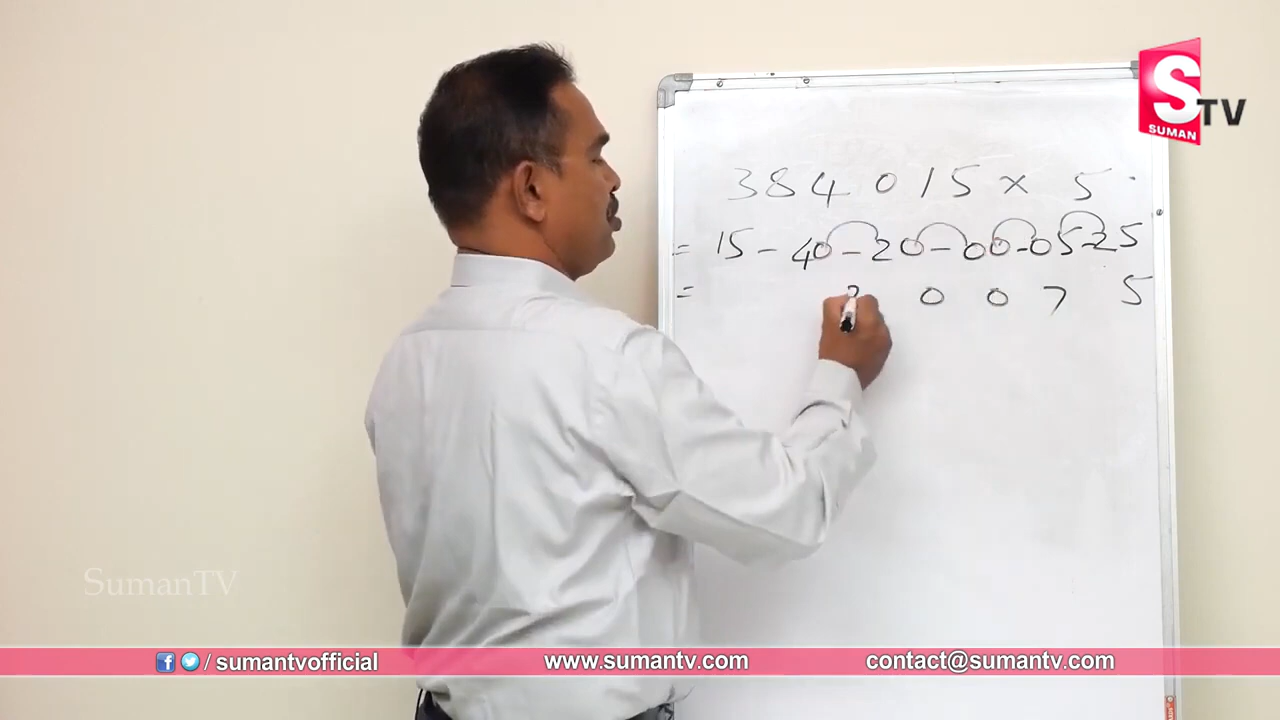 S TV
SUMAN
384015 × 5
= 15 - 40 - 20 - 00 - 05 - 25
= 2 0 0 7 5
SumanTV
/ sumantvofficial www.sumantv.com contact@sumantv.com